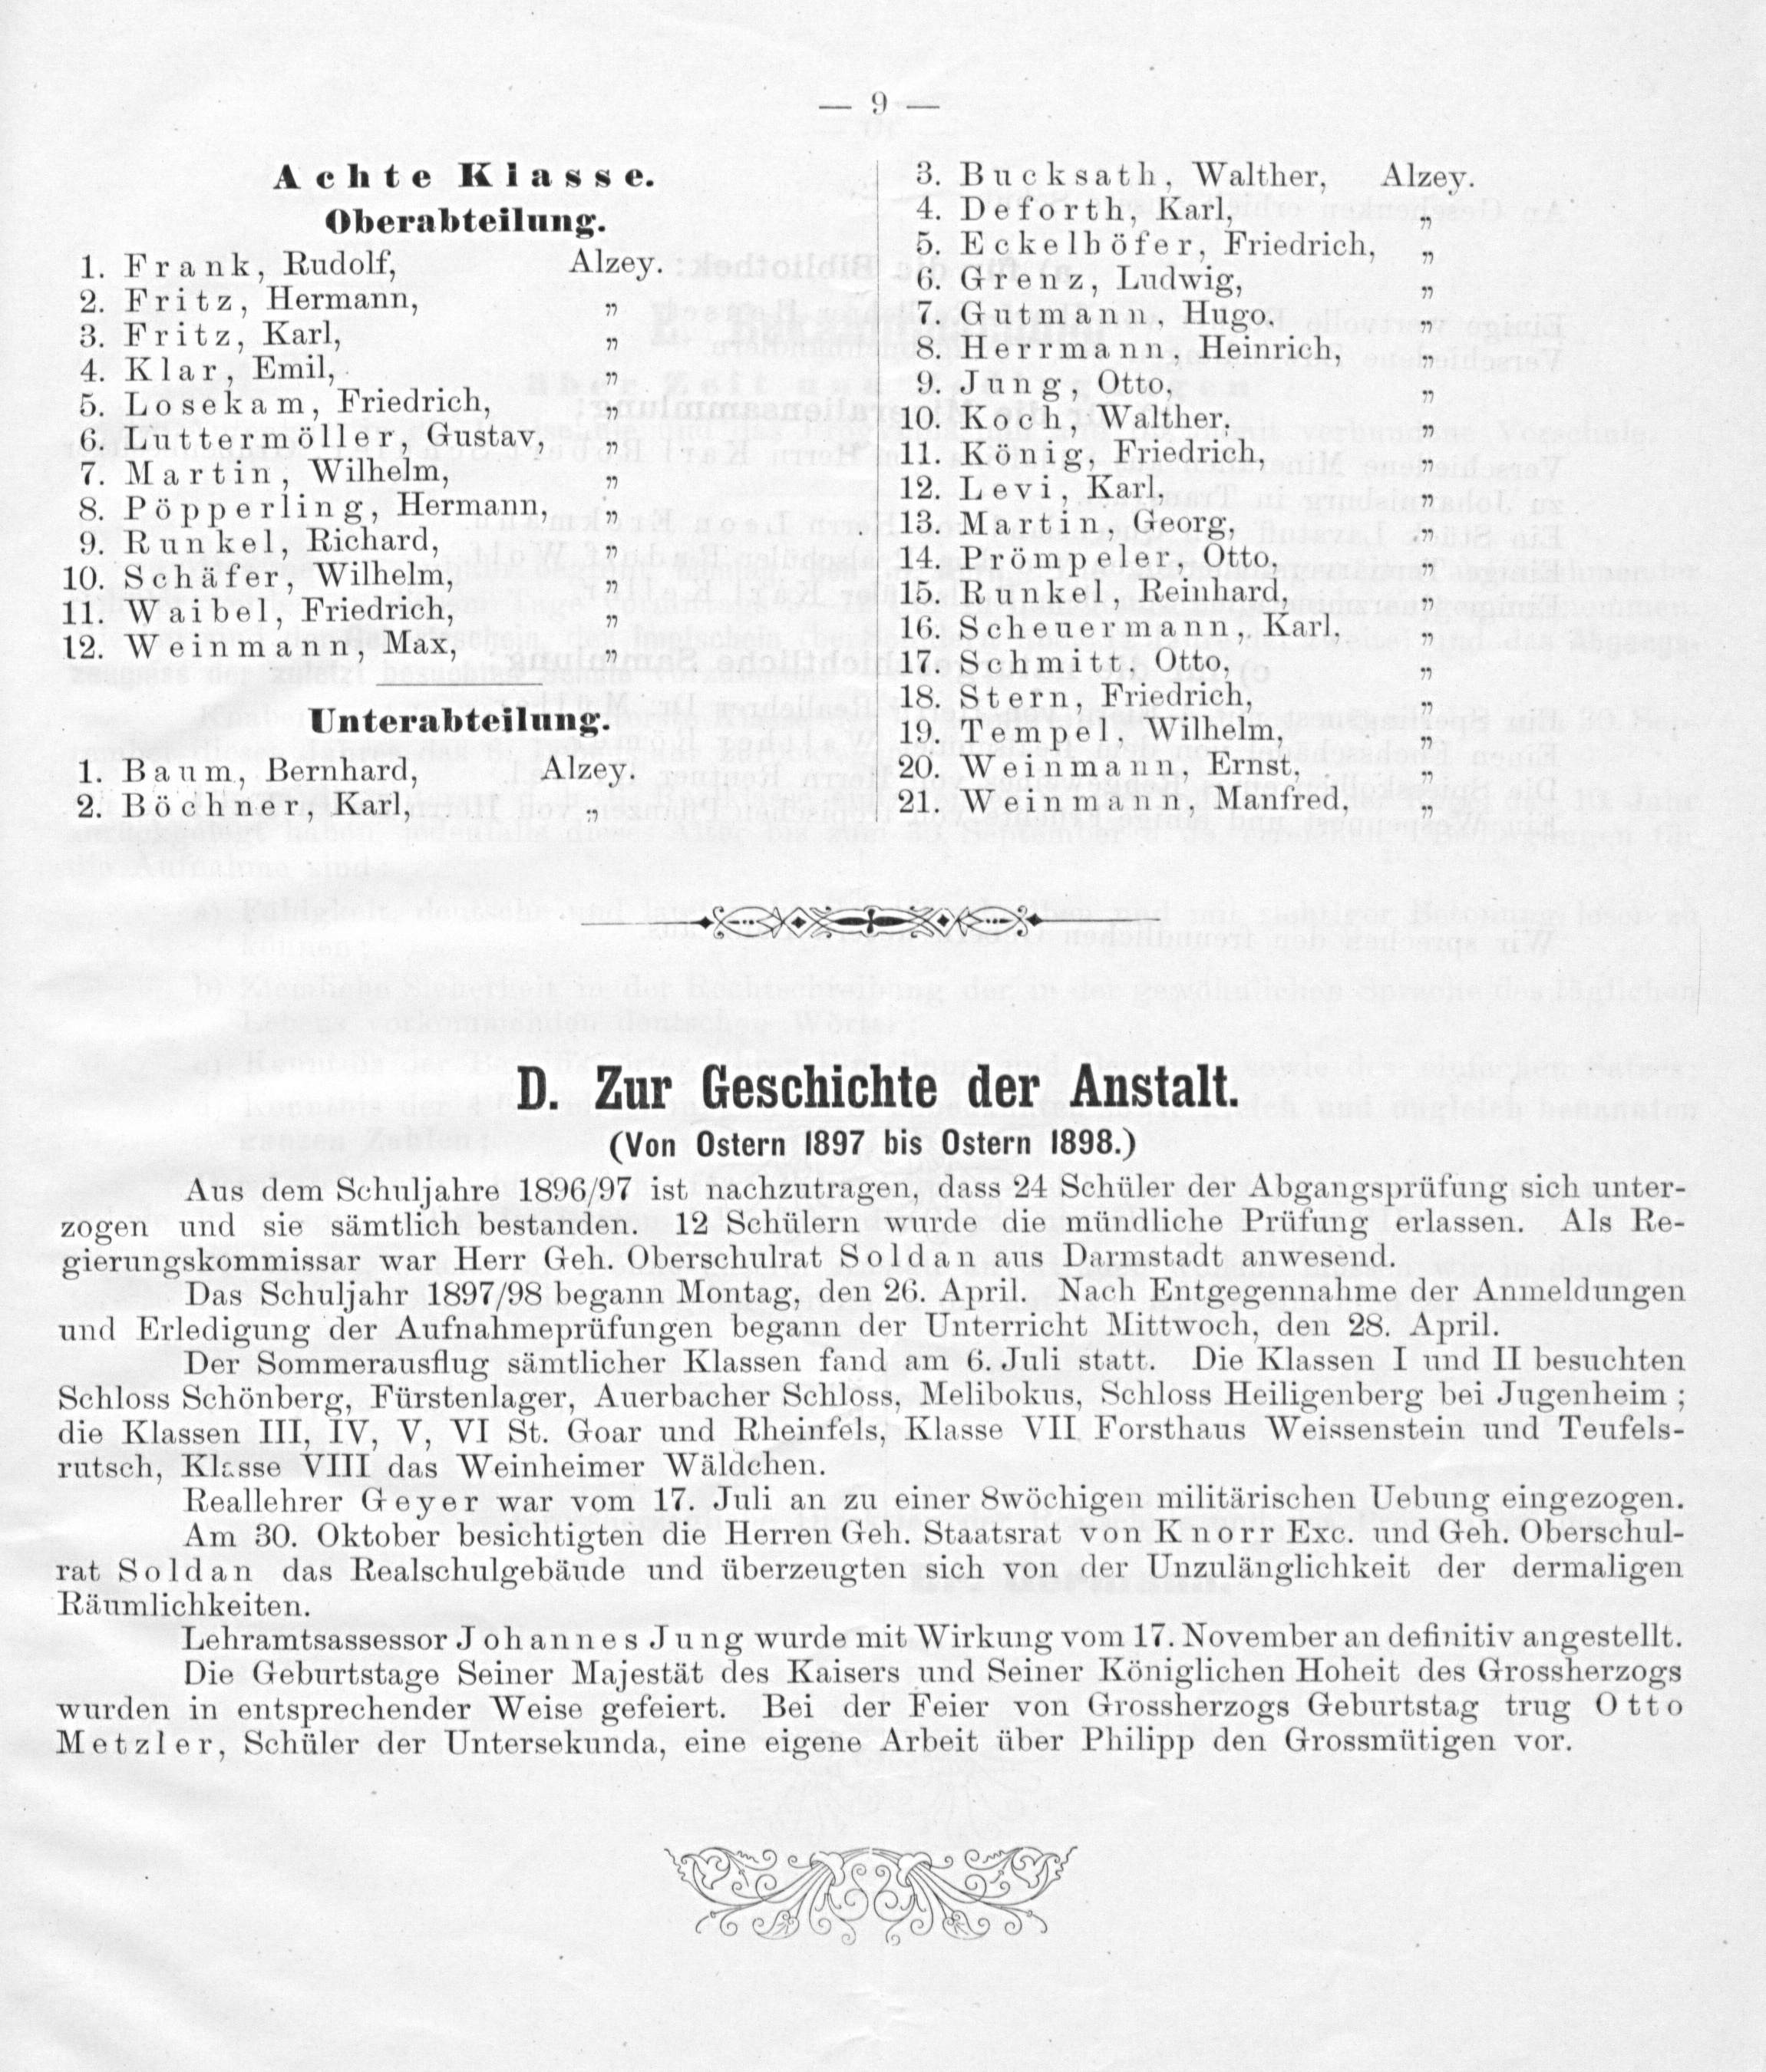 — 9 —
Achte Klasse.
Oberabteilung.
1. Frank, Rudolf, Alzey.
2. Fritz, Hermann, „
3. Fritz, Karl, „
4. Klar, Emil, „
5. Losekam, Friedrich, „
6. Luttermöller, Gustav, „
7. Martin, Wilhelm, „
8. Pöpperling, Hermann, „
9. Runkel, Richard, „
10. Schäfer, Wilhelm, „
11. Waibel, Friedrich, „
12. Weinmann, Max, „
Unterabteilung.
1. Baum, Bernhard, Alzey.
2. Böchner, Karl, „
3. Bucksath, Walther, Alzey.
4. Deforth, Karl, „
5. Eckelhöfer, Friedrich, „
6. Grenz, Ludwig, „
7. Gutmann, Hugo, „
8. Herrmann, Heinrich, „
9. Jung, Otto, „
10. Koch, Walther, „
11. König, Friedrich, „
12. Levi, Karl, „
13. Martin, Georg, „
14. Prömpeler, Otto, „
15. Runkel, Reinhard, „
16. Scheuermann, Karl, „
17. Schmitt, Otto, „
18. Stern, Friedrich, „
19. Tempel, Wilhelm, „
20. Weinmann, Ernst, „
21. Weinmann, Manfred, „
D. Zur Geschichte der Anstalt.
(Von Ostern 1897 bis Ostern 1898.)
Aus dem Schuljahre 1896/97 ist nachzutragen, dass 24 Schüler der Abgangsprüfung sich unter-
zogen und sie sämtlich bestanden. 12 Schülern wurde die mündliche Prüfung erlassen. Als Re-
gierungskommissar war Herr Geh. Oberschulrat Soldan aus Darmstadt anwesend.
Das Schuljahr 1897/98 begann Montag, den 26. April. Nach Entgegennahme der Anmeldungen
und Erledigung der Aufnahmeprüfungen begann der Unterricht Mittwoch, den 28. April.
Der Sommerausflug sämtlicher Klassen fand am 6. Juli statt. Die Klassen I und II besuchten
Schloss Schönberg, Fürstenlager, Auerbacher Schloss, Melibokus, Schloss Heiligenberg bei Jugenheim;
die Klassen III, IV, V, VI St. Goar und Rheinfels, Klasse VII Forsthaus Weissenstein und Teufels-
rutsch, Klasse VIII das Weinheimer Wäldchen.
Reallehrer Geyer war vom 17. Juli an zu einer 8wöchigen militärischen Uebung eingezogen.
Am 30. Oktober besichtigten die Herren Geh. Staatsrat von Knorr Exc. und Geh. Oberschul-
rat Soldan das Realschulgebäude und überzeugten sich von der Unzulänglichkeit der dermaligen
Räumlichkeiten.
Lehramtsassessor Johannes Jung wurde mit Wirkung vom 17. November an definitiv angestellt.
Die Geburtstage Seiner Majestät des Kaisers und Seiner Königlichen Hoheit des Grossherzogs
wurden in entsprechender Weise gefeiert. Bei der Feier von Grossherzogs Geburtstag trug Otto
Metzler, Schüler der Untersekunda, eine eigene Arbeit über Philipp den Grossmütigen vor.